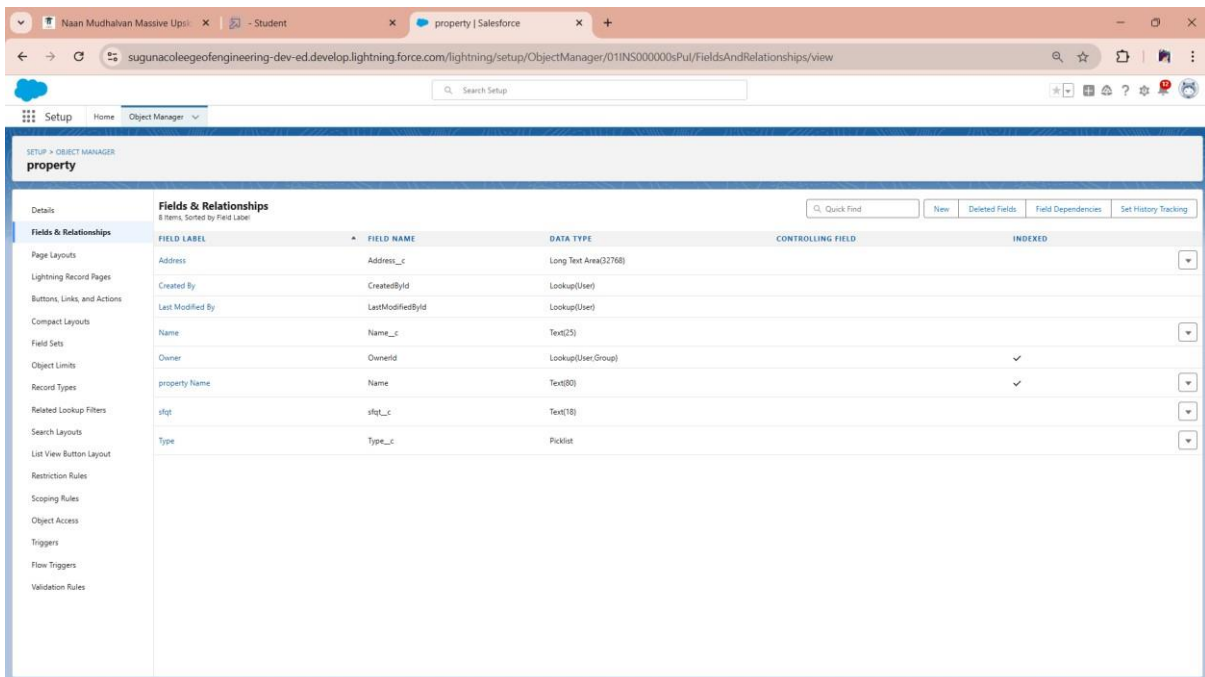 Naan Mudhalvan Massive Upski
- Student
property | Salesforce
sugunacoleegeofengineering-dev-ed.develop.lightning.force.com/lightning/setup/ObjectManager/01INS000000sPul/FieldsAndRelationships/view
Search Setup
12
Setup Home Object Manager
SETUP > OBJECT MANAGER
property
Details
Fields & Relationships
Page Layouts
Lightning Record Pages
Buttons, Links, and Actions
Compact Layouts
Field Sets
Object Limits
Record Types
Related Lookup Filters
Search Layouts
List View Button Layout
Restriction Rules
Scoping Rules
Object Access
Triggers
Flow Triggers
Validation Rules
Fields & Relationships
8 Items, Sorted by Field Label
Quick Find New Deleted Fields Field Dependencies Set History Tracking
FIELD LABEL FIELD NAME DATA TYPE CONTROLLING FIELD INDEXED
Address Address__c Long Text Area(32768)
Created By CreatedById Lookup(User)
Last Modified By LastModifiedById Lookup(User)
Name Name__c Text(25)
Owner OwnerId Lookup(User,Group)
property Name Name Text(80)
sfqt sfqt__c Text(18)
Type Type__c Picklist